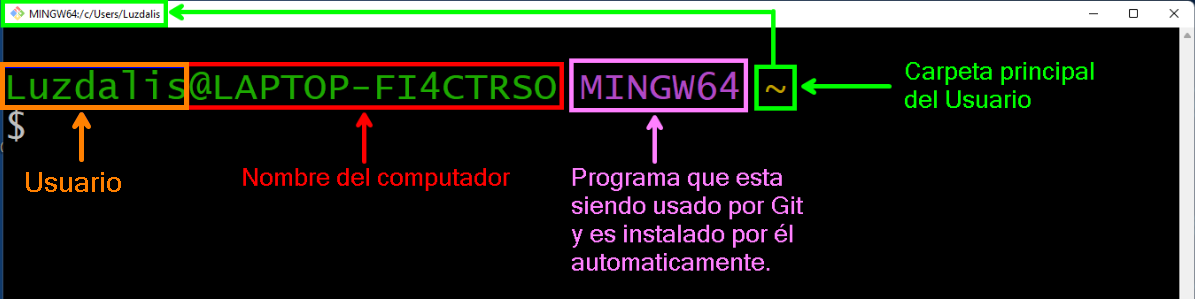 MINGW64:/c/Users/Luzdalis
Luzdalis@LAPTOP-FI4CTRSO MINGW64 ~
$
Carpeta principal
del Usuario
Usuario
Nombre del computador
Programa que esta
siendo usado por Git
y es instalado por él
automaticamente.